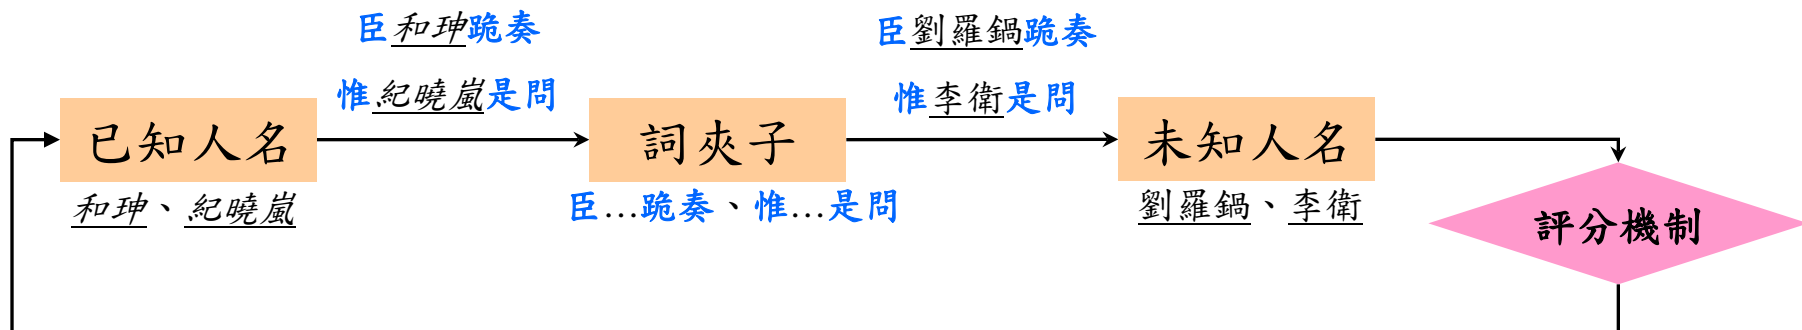 臣和珅跪奏
惟紀曉嵐是問
臣劉羅鍋跪奏
惟李衛是問
已知人名
詞夾子
未知人名
和珅、紀曉嵐
臣…跪奏、惟…是問
劉羅鍋、李衛
評分機制